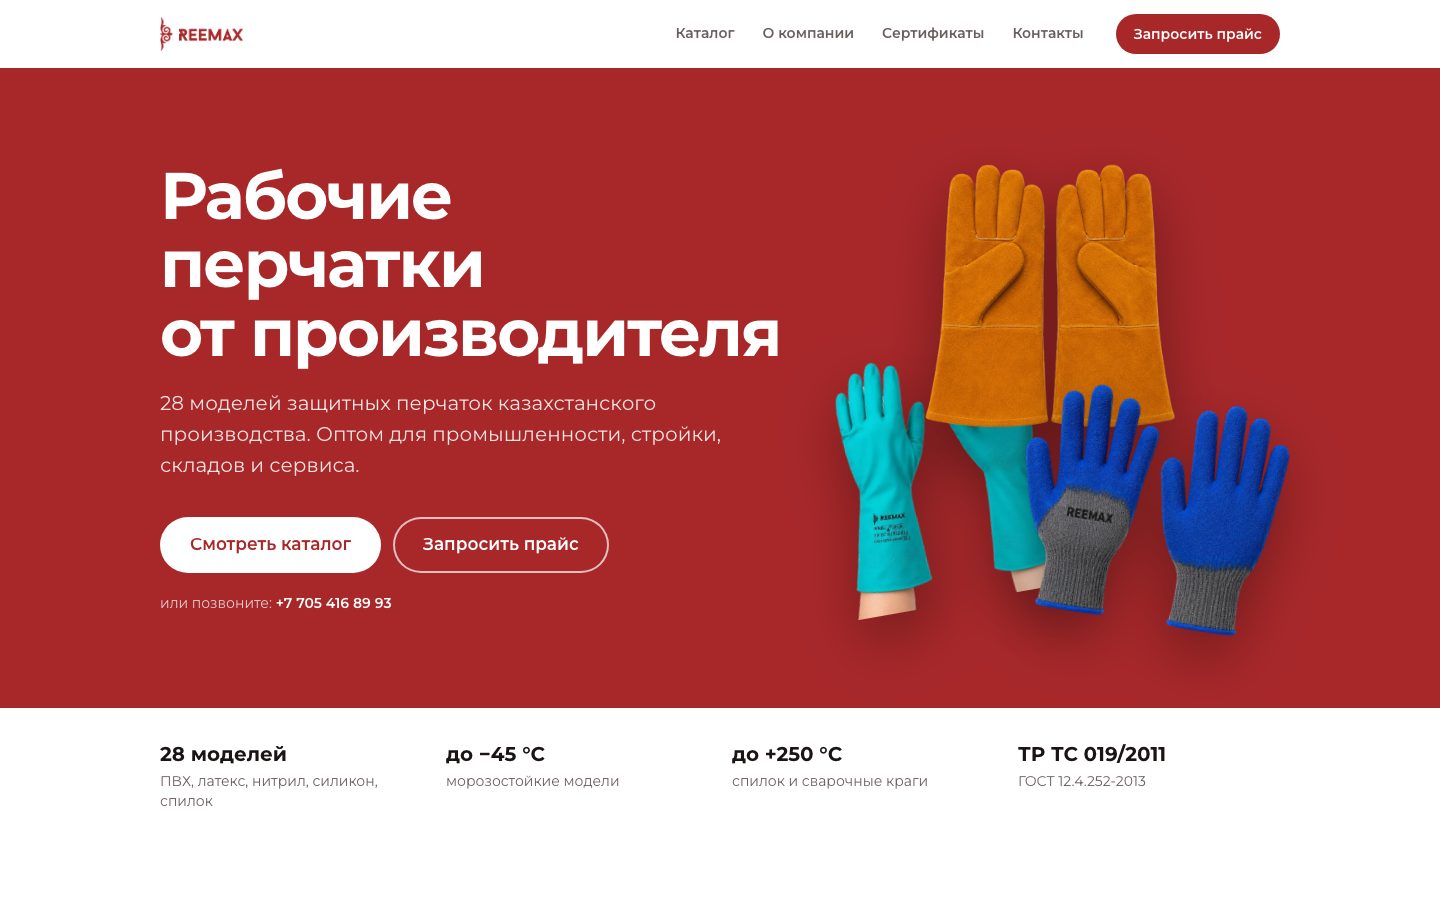 REEMAX
Каталог
О компании
Сертификаты
Контакты
Запросить прайс
Рабочие
перчатки
от производителя
28 моделей защитных перчаток казахстанского
производства. Оптом для промышленности, стройки,
складов и сервиса.
Смотреть каталог
Запросить прайс
или позвоните: +7 705 416 89 93
REEMAX
REEMAX
28 моделей
ПВХ, латекс, нитрил, силикон,
спилок
до −45 °C
морозостойкие модели
до +250 °C
спилок и сварочные краги
ТР ТС 019/2011
ГОСТ 12.4.252-2013